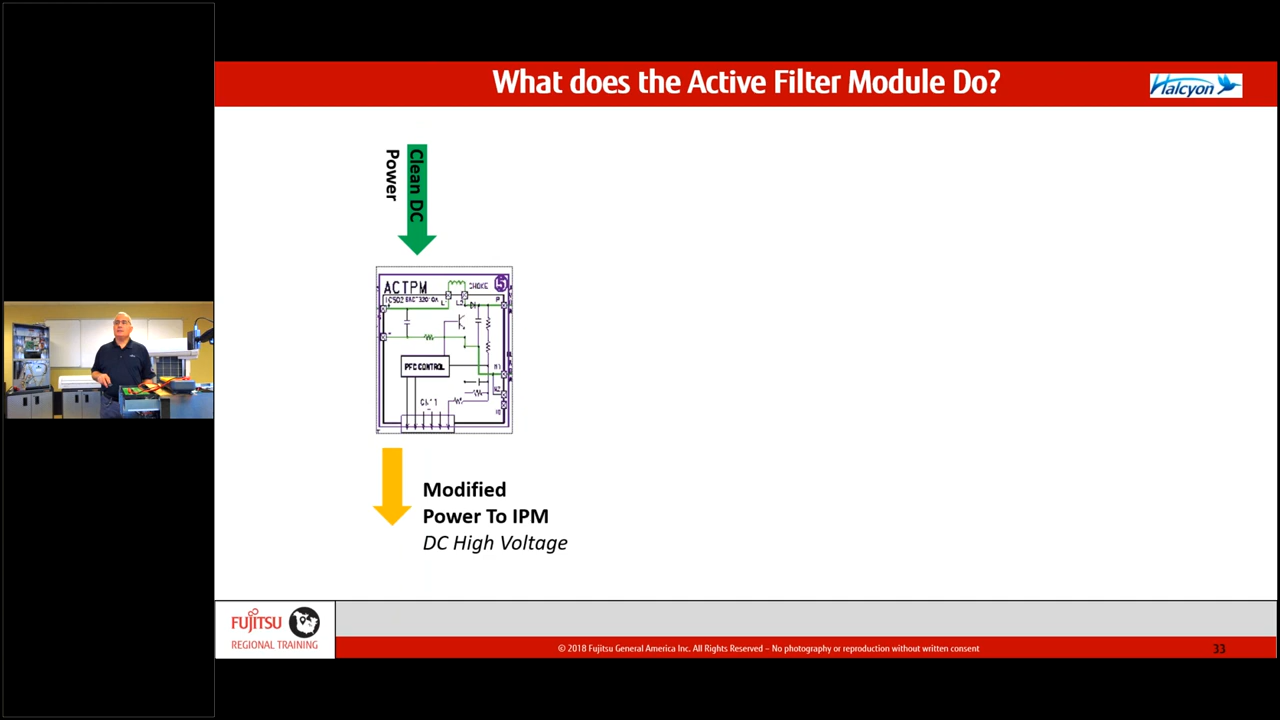 What does the Active Filter Module Do?
Halcyon
Clean DC
Power
ACTPM
CHOKE
5
PFC CONTROL
Modified
Power To IPM
DC High Voltage
FUJITSU
REGIONAL TRAINING
© 2018 Fujitsu General America Inc. All Rights Reserved – No photography or reproduction without written consent
33